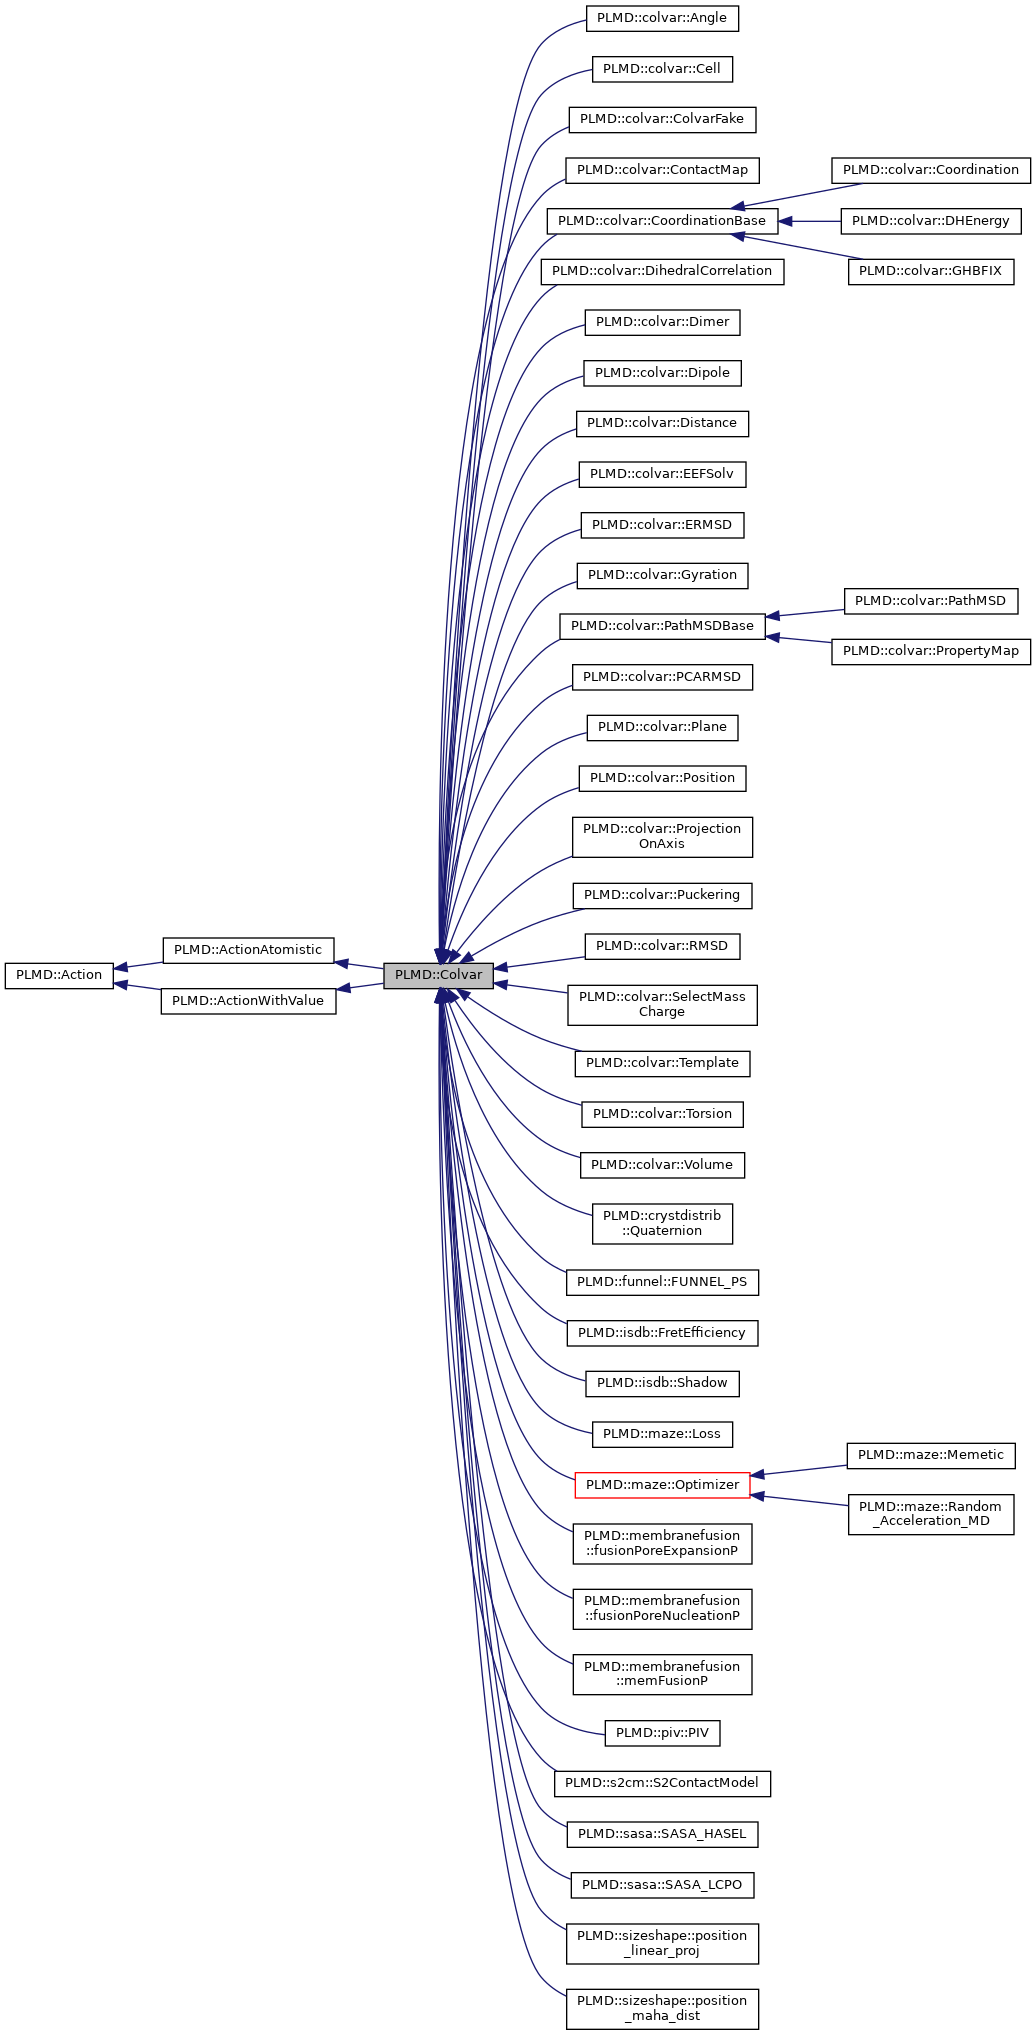 PLMD::colvar::Angle
PLMD::colvar::Cell
PLMD::colvar::ColvarFake
PLMD::colvar::ContactMap
PLMD::colvar::Coordination
PLMD::colvar::CoordinationBase
PLMD::colvar::DHEnergy
PLMD::colvar::DihedralCorrelation
PLMD::colvar::GHBFIX
PLMD::colvar::Dimer
PLMD::colvar::Dipole
PLMD::colvar::Distance
PLMD::colvar::EEFSolv
PLMD::colvar::ERMSD
PLMD::colvar::Gyration
PLMD::colvar::PathMSD
PLMD::colvar::PathMSDBase
PLMD::colvar::PropertyMap
PLMD::colvar::PCARMSD
PLMD::colvar::Plane
PLMD::colvar::Position
PLMD::colvar::Projection
OnAxis
PLMD::colvar::Puckering
PLMD::colvar::RMSD
PLMD::ActionAtomistic
PLMD::Action
PLMD::Colvar
PLMD::ActionWithValue
PLMD::colvar::SelectMass
Charge
PLMD::colvar::Template
PLMD::colvar::Torsion
PLMD::colvar::Volume
PLMD::crystdistrib
::Quaternion
PLMD::funnel::FUNNEL_PS
PLMD::isdb::FretEfficiency
PLMD::isdb::Shadow
PLMD::maze::Loss
PLMD::maze::Memetic
PLMD::maze::Optimizer
PLMD::maze::Random
_Acceleration_MD
PLMD::membranefusion
::fusionPoreExpansionP
PLMD::membranefusion
::fusionPoreNucleationP
PLMD::membranefusion
::memFusionP
PLMD::piv::PIV
PLMD::s2cm::S2ContactModel
PLMD::sasa::SASA_HASEL
PLMD::sasa::SASA_LCPO
PLMD::sizeshape::position
_linear_proj
PLMD::sizeshape::position
_maha_dist